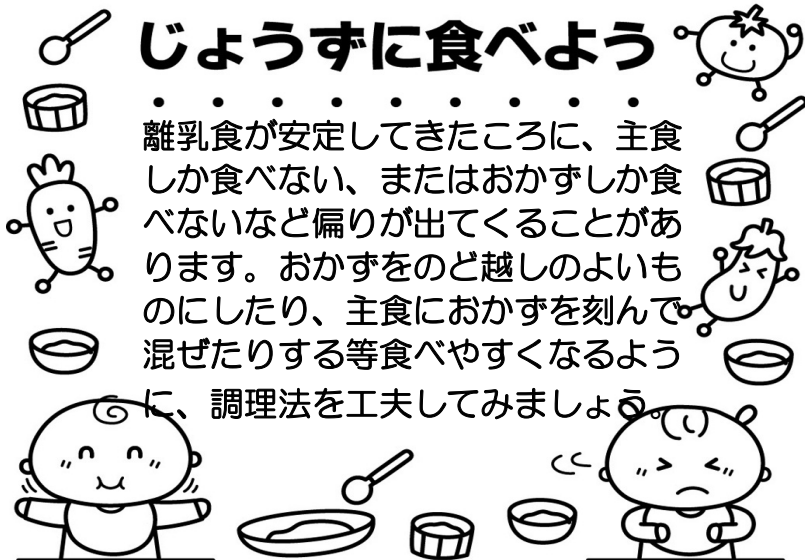 じょうずに食べよう
離乳食が安定してきたころに、主食
しか食べない、またはおかずしか食
べないなど偏りが出てくることがあ
ります。おかずをのど越しのよいも
のにしたり、主食におかずを刻んで
混ぜたりする等食べやすくなるよう
に、調理法を工夫してみましょう。